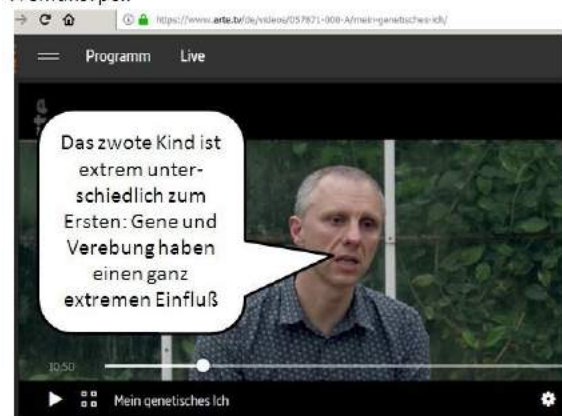 https://www.arte.tv/de/videos/057871-000-A/mein-genetisches-ich/
Programm Live
Das zwote Kind ist
extrem unter-
schiedlich zum
Ersten: Gene und
Verebung haben
einen ganz
extremen Einfluß
10:50
Mein genetisches Ich